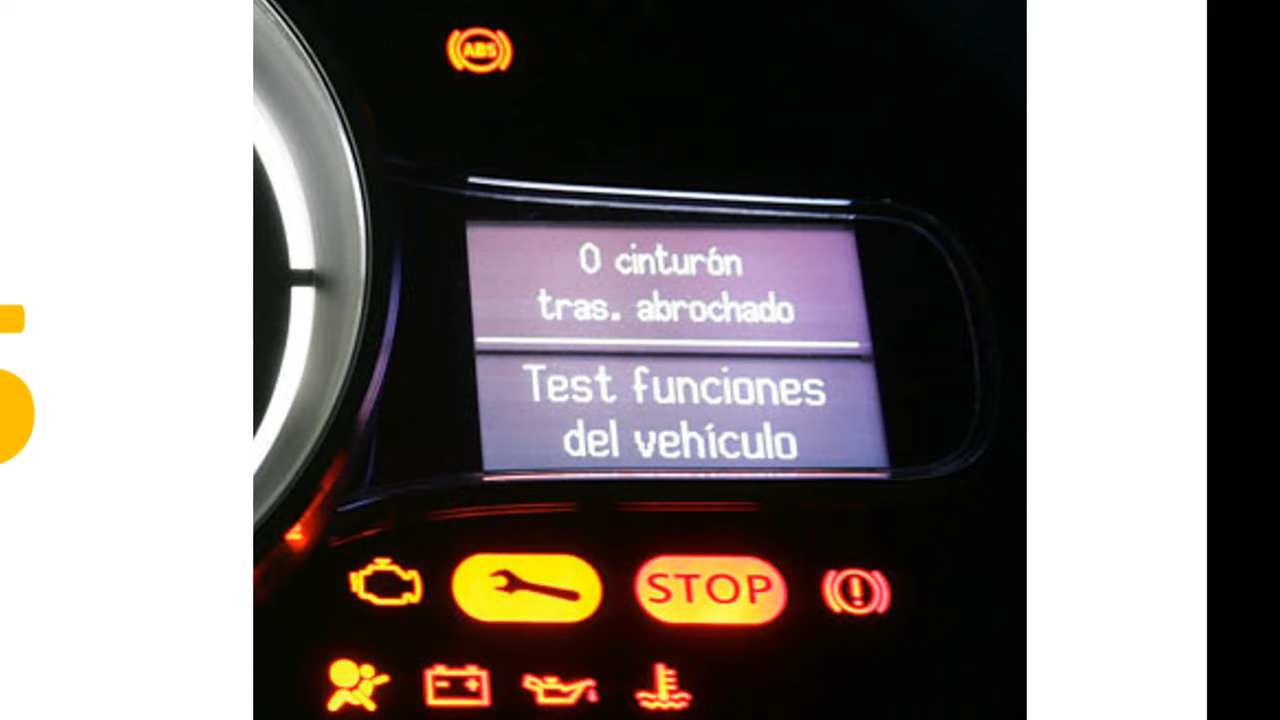 ABS
0 cinturón
tras. abrochado
Test funciones
del vehículo
STOP